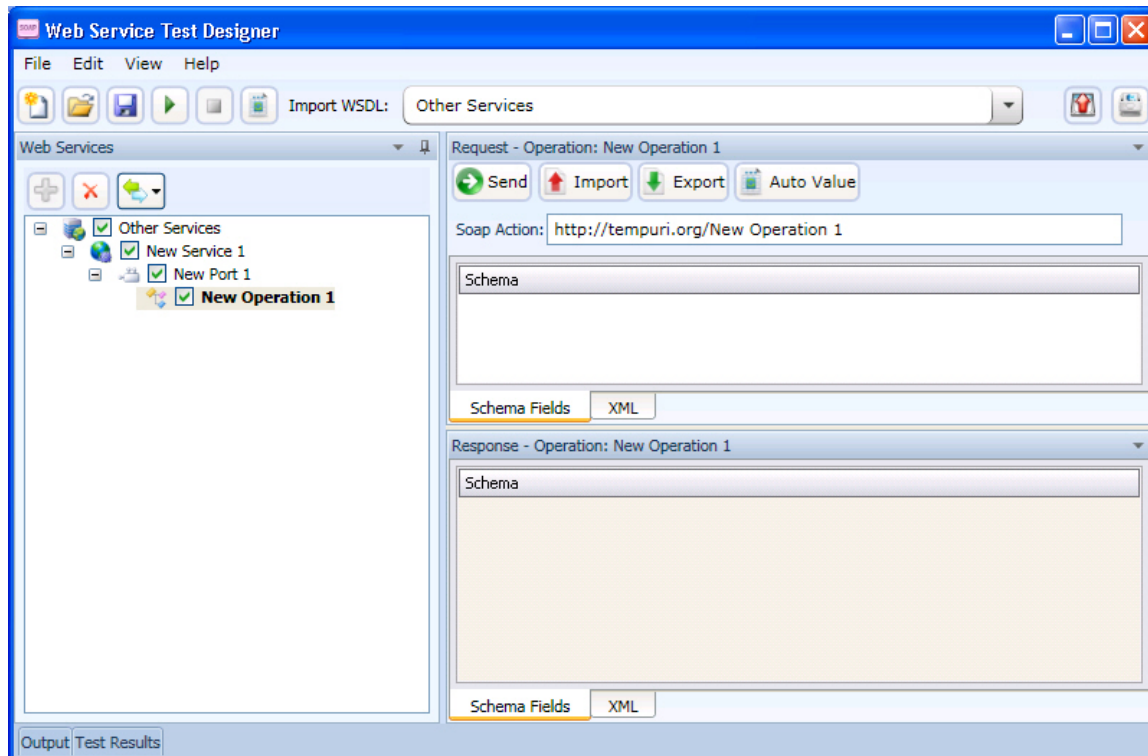 SOAP
Web Service Test Designer
File Edit View Help
Import WSDL: Other Services
Web Services
Other Services
New Service 1
New Port 1
New Operation 1
Request - Operation: New Operation 1
Send Import Export Auto Value
Soap Action: http://tempuri.org/New Operation 1
Schema
Schema Fields XML
Response - Operation: New Operation 1
Schema
Schema Fields XML
Output Test Results